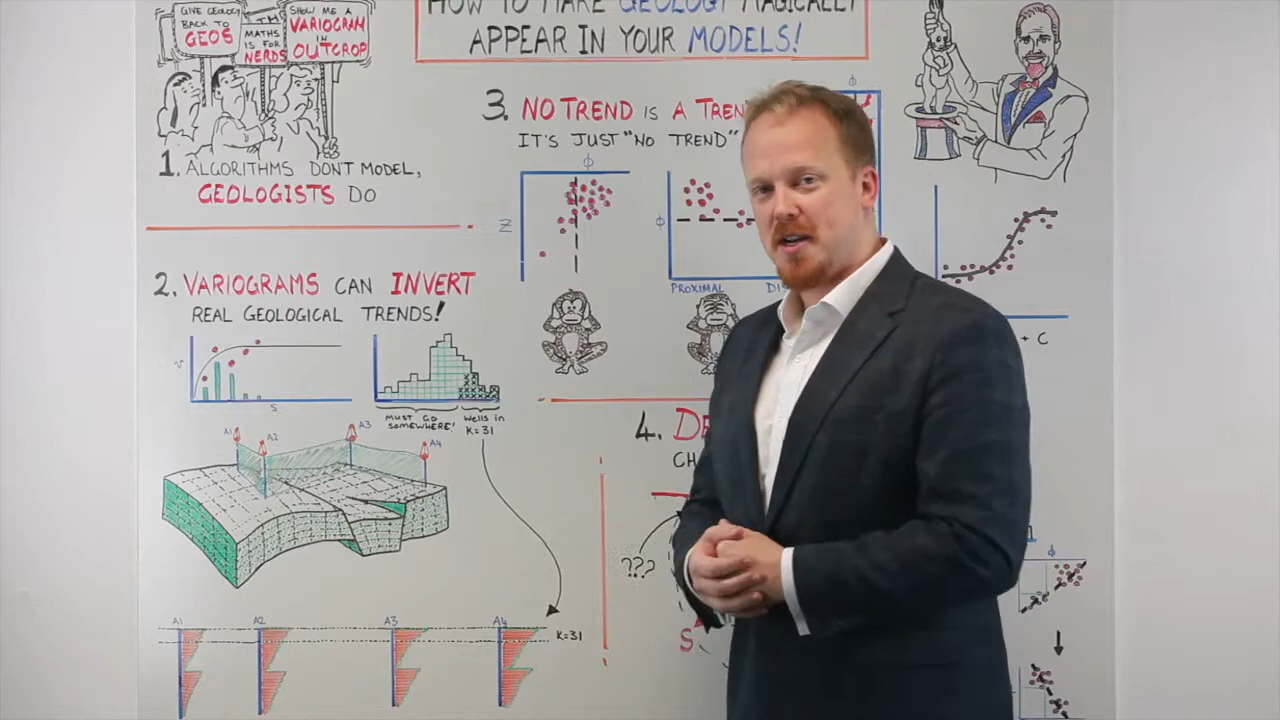 HOW TO MAKE GEOLOGY MAGICALLY
APPEAR IN YOUR MODELS!
GIVE GEOLOGY
BACK TO
GEOS
MATHS
IS FOR
NERDS
SHOW ME A
VARIOGRAM
IN
OUTCROP
1. ALGORITHMS DON'T MODEL,
GEOLOGISTS DO
2. VARIOGRAMS CAN INVERT
REAL GEOLOGICAL TRENDS!
γ
S
MUST GO
SOMEWHERE!
WELLS IN
K=31
A1
A2
A3
A4
A1
A2
A3
A4
K=31
3. NO TREND IS A TREN
IT'S JUST "NO TREND"
Φ
Z
Φ
PROXIMAL
DIS
Φ
+ C
4. DE
CH
???
S
Φ